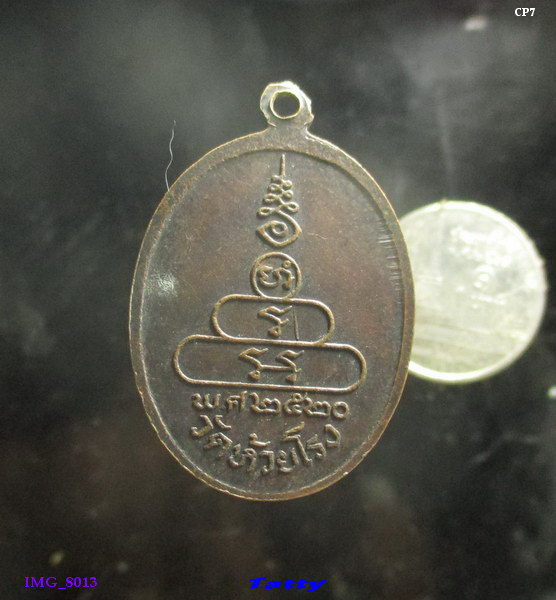 CP7
พ.ศ๒๕๒๐
วัดห้วยโรง
IMG_8013
Fatty